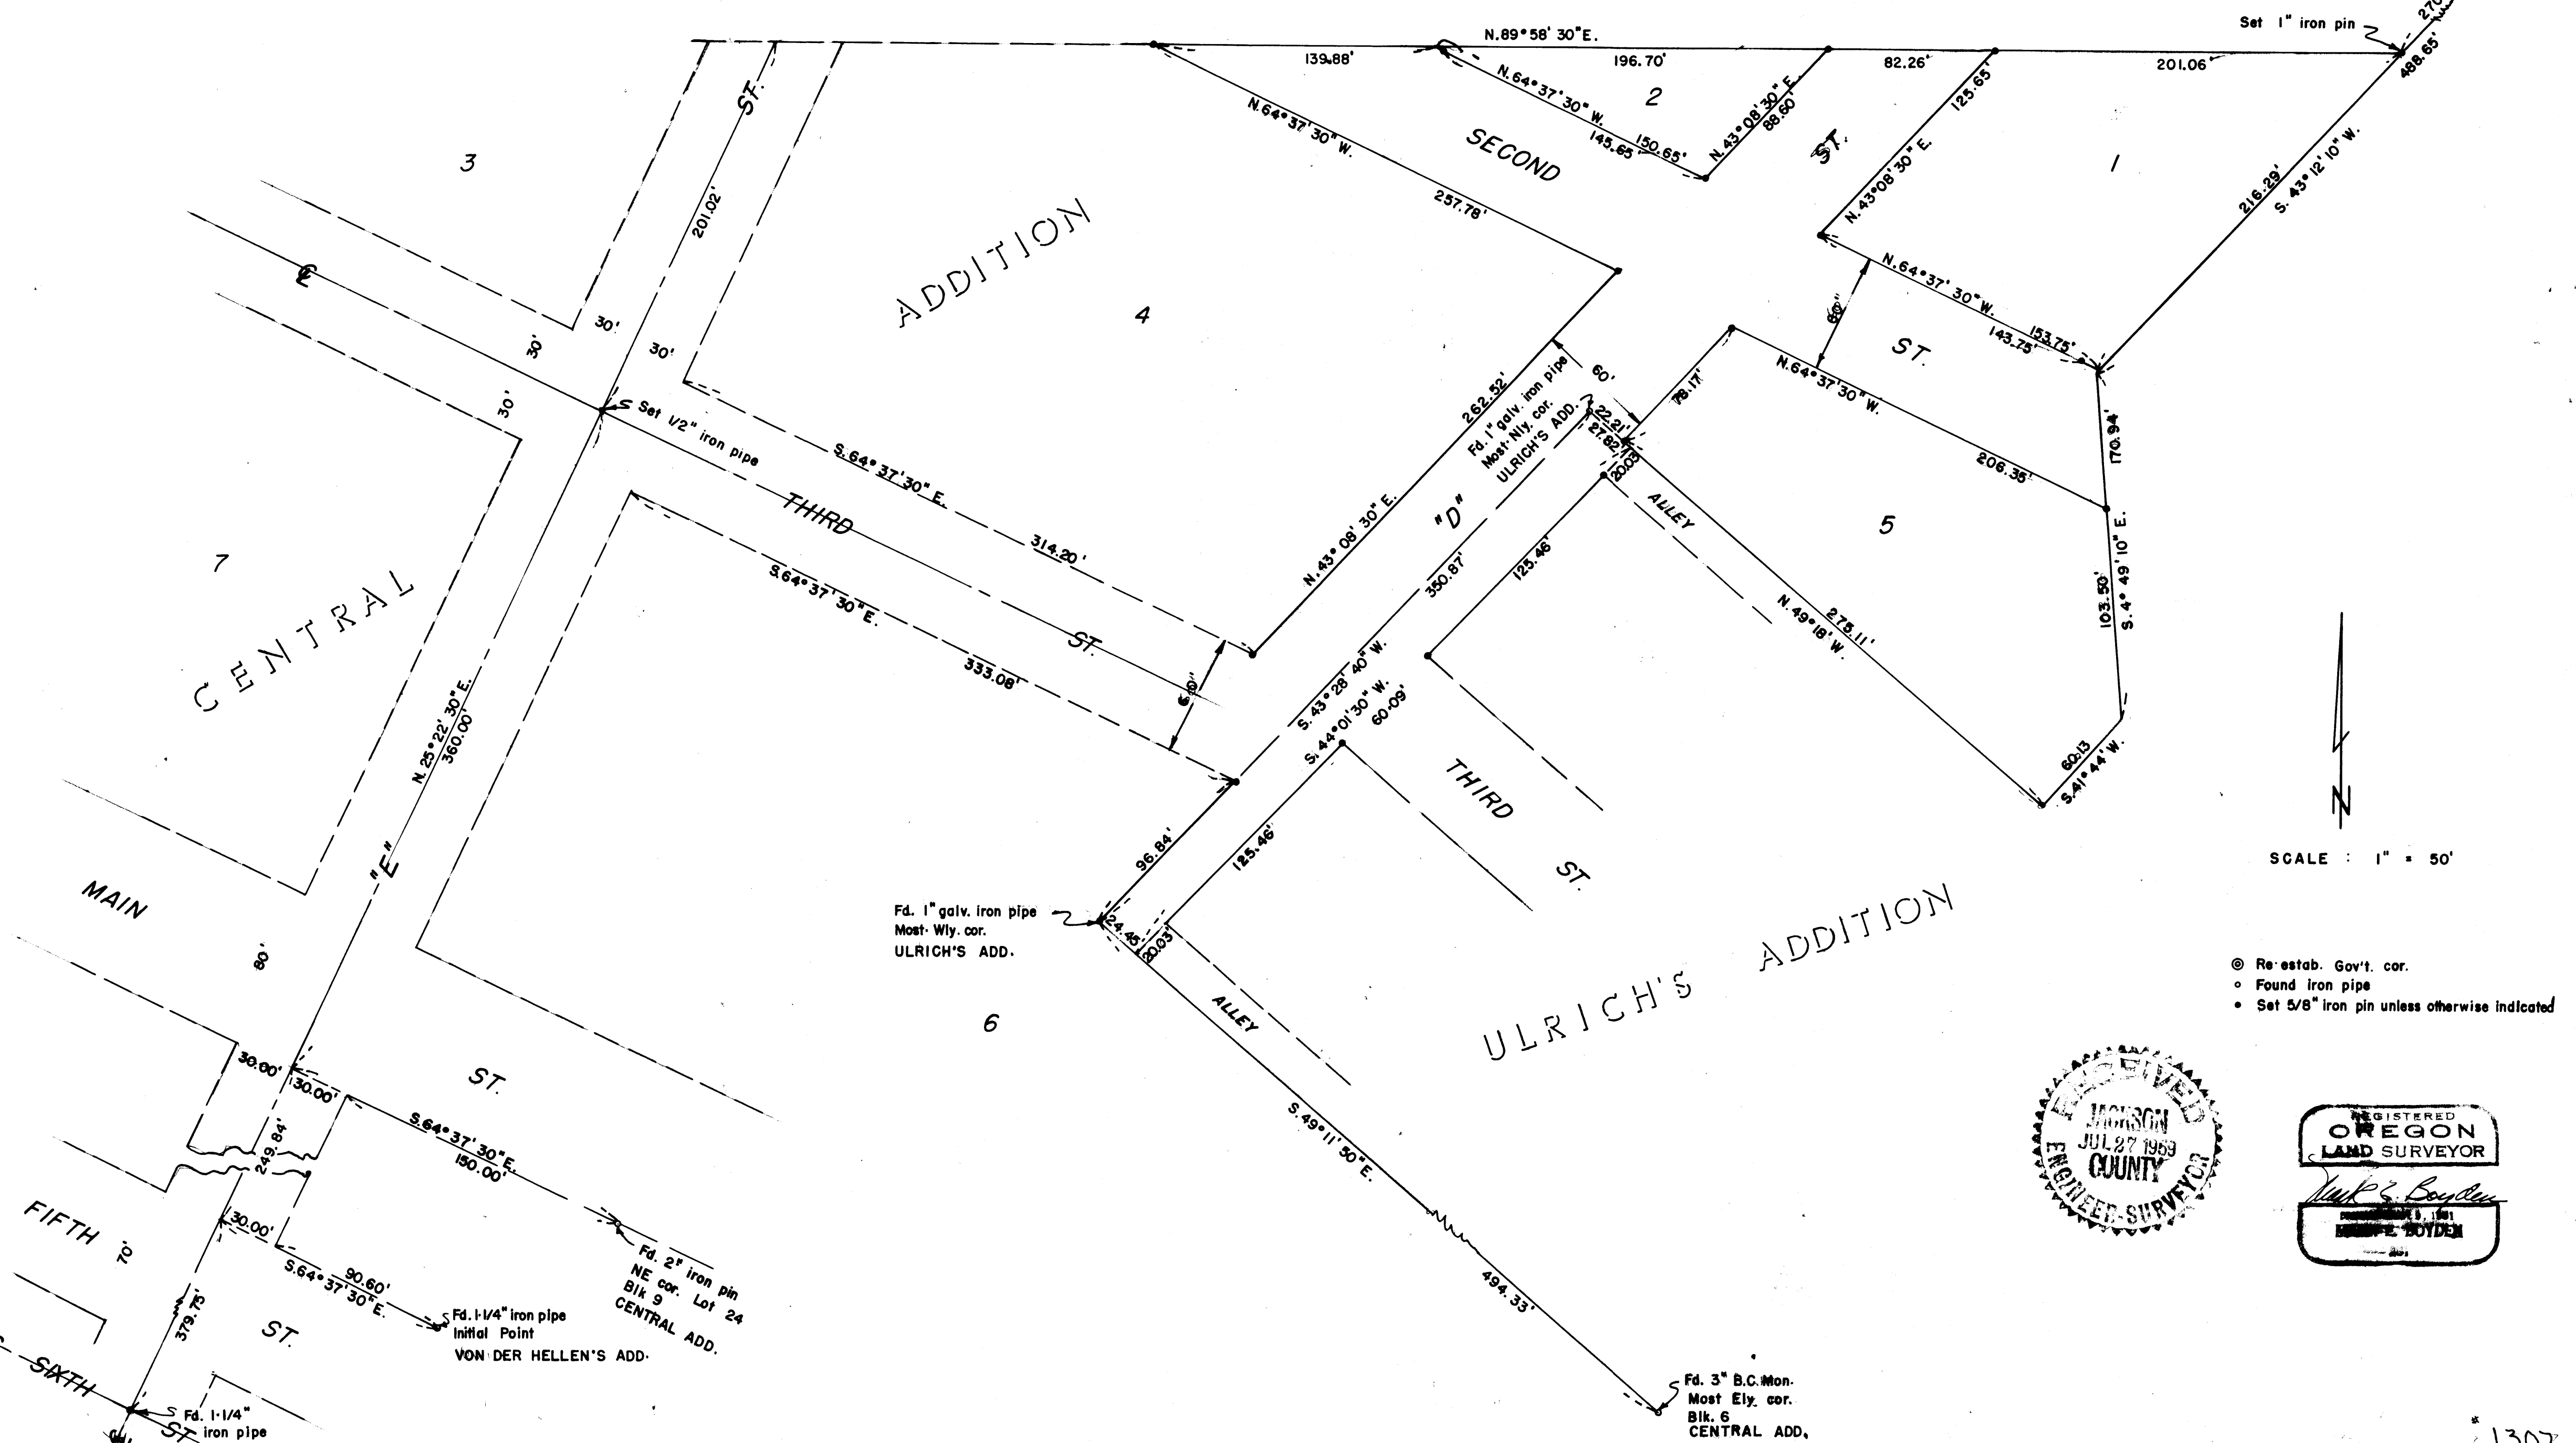 Set 1" iron pin
270
488.65'
N.89°58'30"E.
139.88'
196.70'
82.26'
201.06'
ST.
N.64°37'30"W.
257.78'
SECOND
N.64°37'30"W.
150.65'
145.65'
2
N.43°08'30"E.
88.60'
ST.
125.65'
N.43°08'30"E.
1
216.29'
S.43°12'10"W.
3
201.02'
℄
ADDITION
4
30'
30'
30'
30'
Set 1/2" iron pipe
S.64°37'30"E.
314.20'
THIRD
ST.
S.64°37'30"E.
333.08'
60'
262.52'
N.43°08'30"E.
Fd. 1" galv. iron pipe
Most Nly. cor.
ULRICH'S ADD.
60'
22.21'
27.82'
20.03'
78.17'
N.64°37'30"W.
206.35'
60'
ST.
N.64°37'30"W.
153.75'
143.75'
170.94'
103.50'
S.4°49'10"E.
5
ALLEY
275.11'
N.49°18'W.
60.13
S.41°44'W.
"D"
350.87'
S.43°28'40"W.
125.46'
S.44°01'30"W.
60.09'
THIRD
ST.
7
CENTRAL
N.25°22'30"E.
360.00'
"E"
MAIN
80'
ST.
96.84'
125.46'
Fd. 1" galv. iron pipe
Most Wly. cor.
ULRICH'S ADD.
24.45'
20.03'
ALLEY
6
S.49°11'50"E.
494.33'
ULRICH'S ADDITION
N
SCALE : 1" = 50'
Re-estab. Gov't. cor.
Found iron pipe
Set 5/8" iron pin unless otherwise indicated
RECEIVED
JACKSON
JUL 27 1959
COUNTY
ENGINEER-SURVEYOR
REGISTERED
OREGON
LAND SURVEYOR
BOYDEN
30.00'
30.00'
249.84'
S.64°37'30"E.
150.00'
Fd. 2" iron pin
NE cor. Lot 24
Blk 9
CENTRAL ADD.
FIFTH
70'
ST.
30.00'
90.60'
S.64°37'30"E.
Fd. 1-1/4" iron pipe
Initial Point
VON DER HELLEN'S ADD.
379.75'
SIXTH
ST
Fd. 1-1/4"
iron pipe
Fd. 3" B.C. Mon.
Most Ely. cor.
Blk. 6
CENTRAL ADD.